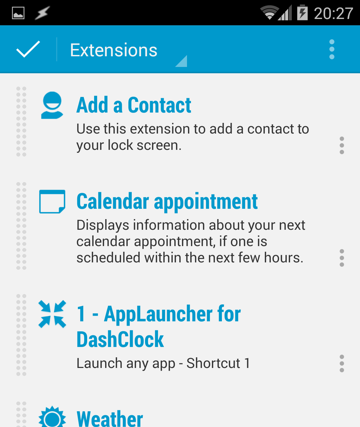 20:27
Extensions
Add a Contact
Use this extension to add a contact to
your lock screen.
Calendar appointment
Displays information about your next
calendar appointment, if one is
scheduled within the next few hours.
1 - AppLauncher for
DashClock
Launch any app - Shortcut 1
Weather